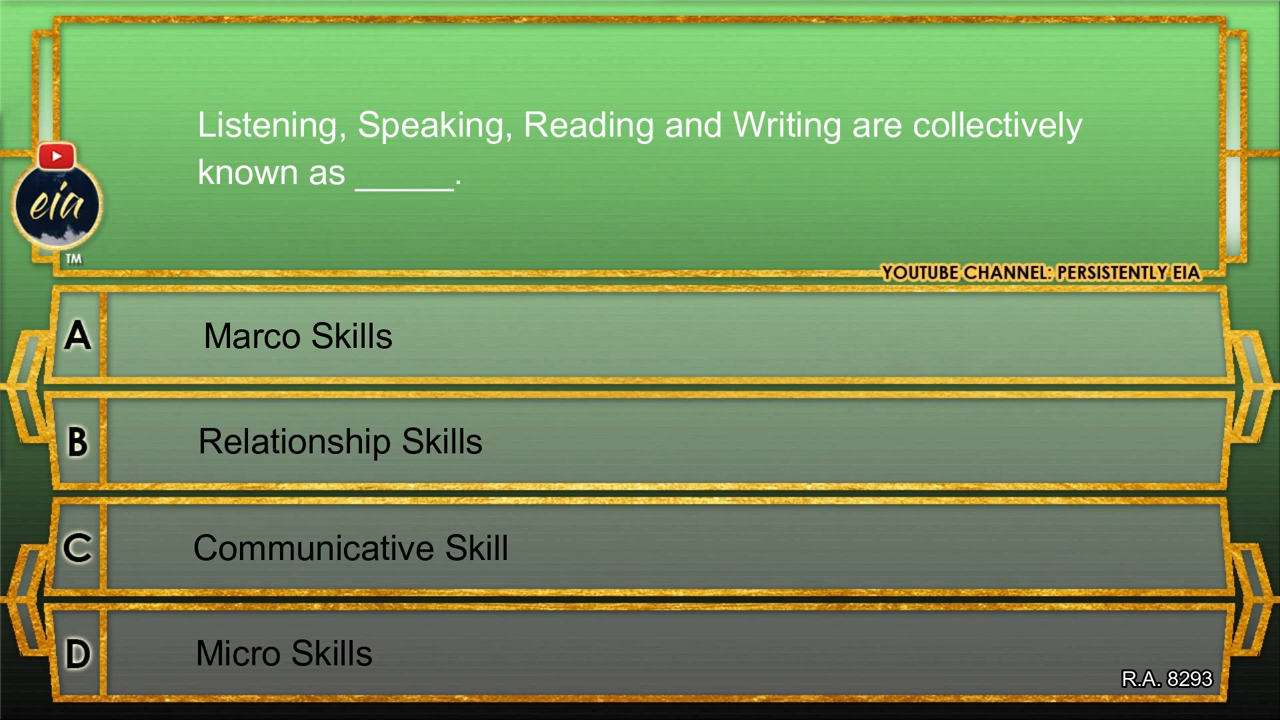 Listening, Speaking, Reading and Writing are collectively
known as _____.
eia
TM
YOUTUBE CHANNEL: PERSISTENTLY EIA
A Marco Skills
B Relationship Skills
C Communicative Skill
D Micro Skills
R.A. 8293